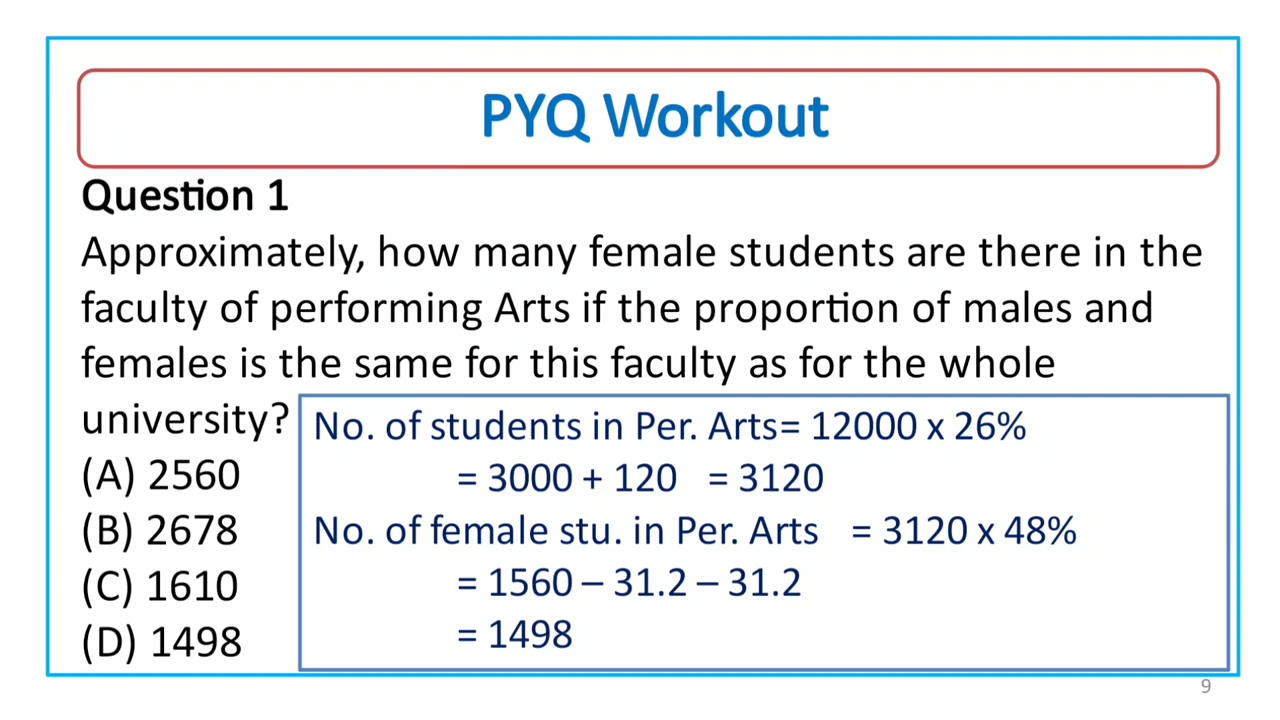 PYQ Workout
Question 1
Approximately, how many female students are there in the
faculty of performing Arts if the proportion of males and
females is the same for this faculty as for the whole
university?
(A) 2560
(B) 2678
(C) 1610
(D) 1498
No. of students in Per. Arts= 12000 x 26%
= 3000 + 120 = 3120
No. of female stu. in Per. Arts = 3120 x 48%
= 1560 – 31.2 – 31.2
= 1498
9